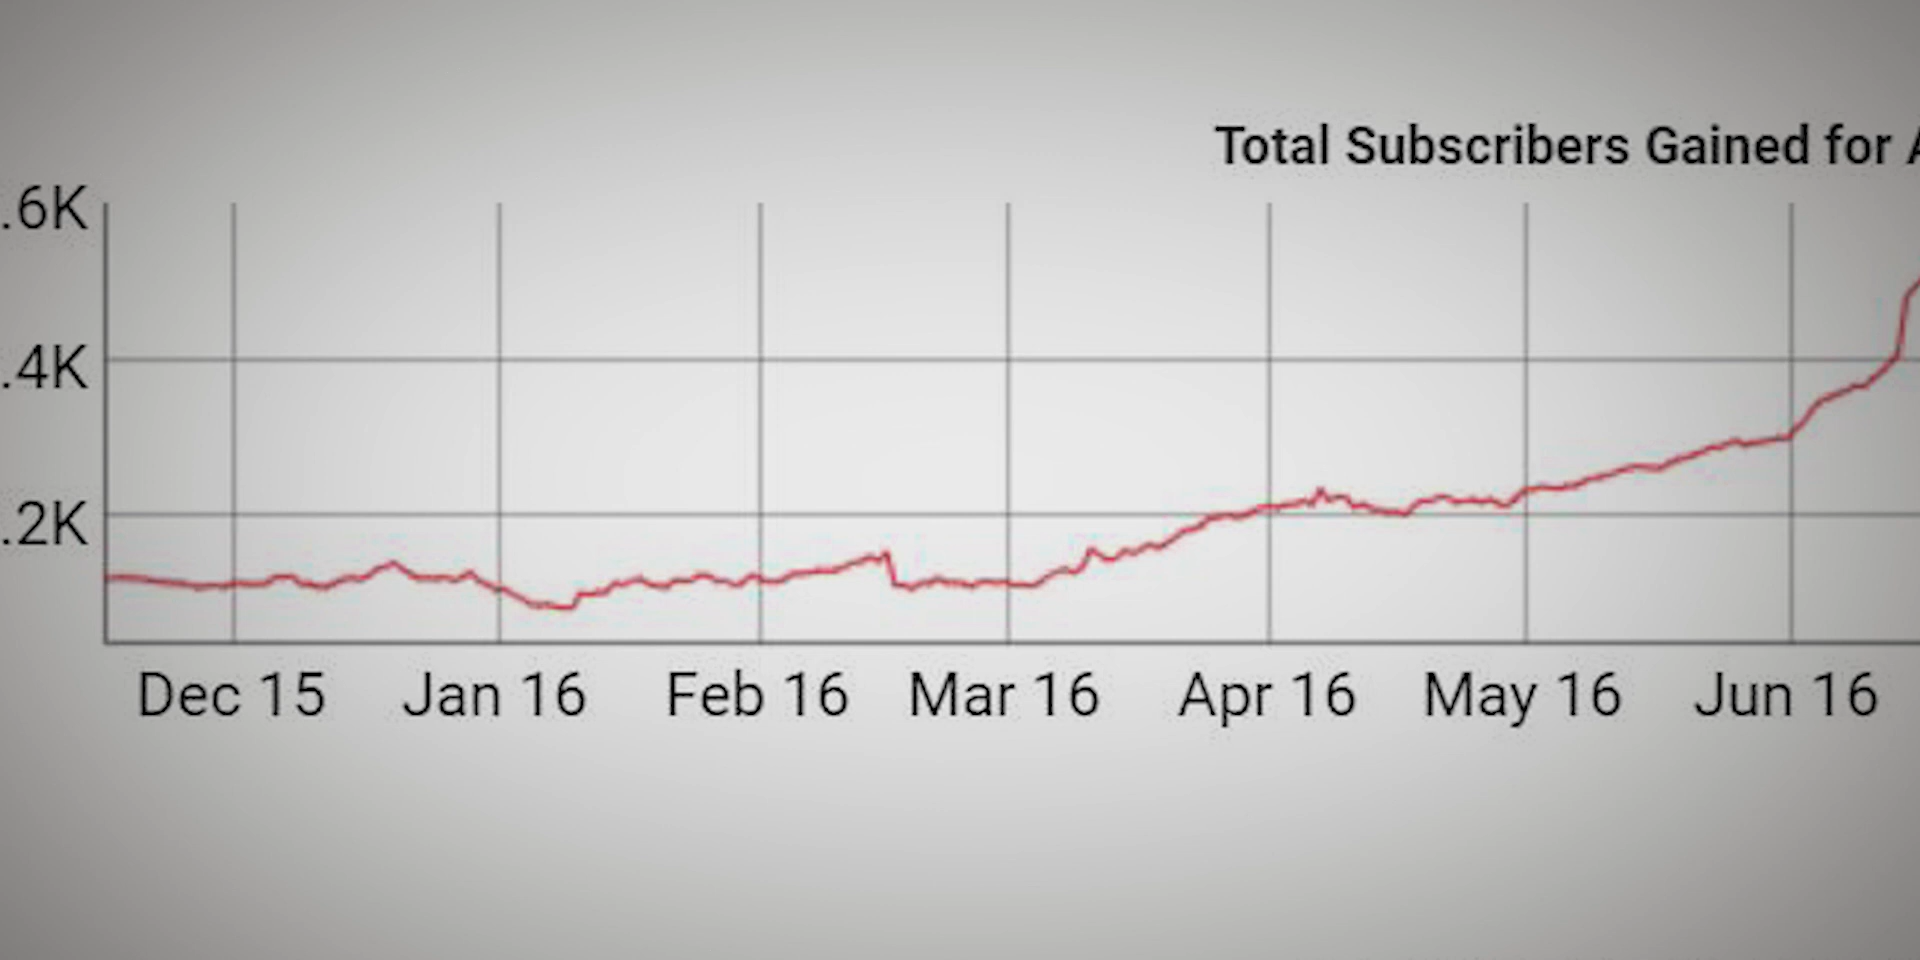 Total Subscribers Gained for
.6K
.4K
.2K
Dec 15 Jan 16 Feb 16 Mar 16 Apr 16 May 16 Jun 16